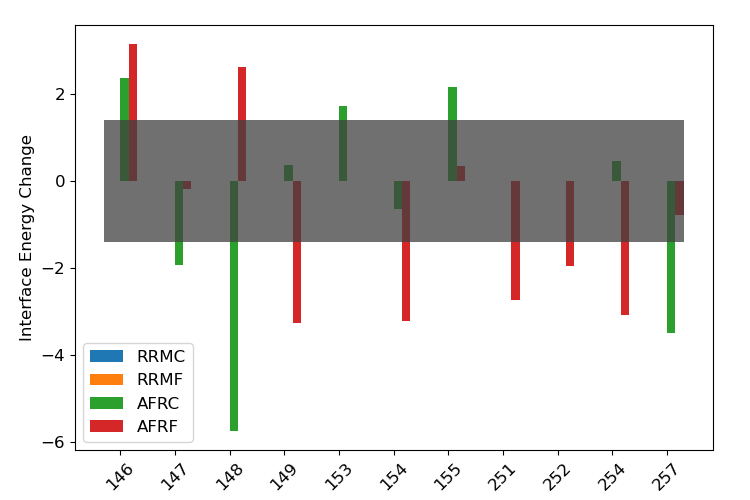 Interface Energy Change
2
0
−2
−4
−6
RRMC
RRMF
AFRC
AFRF
146 147 148 149 153 154 155 251 252 254 257